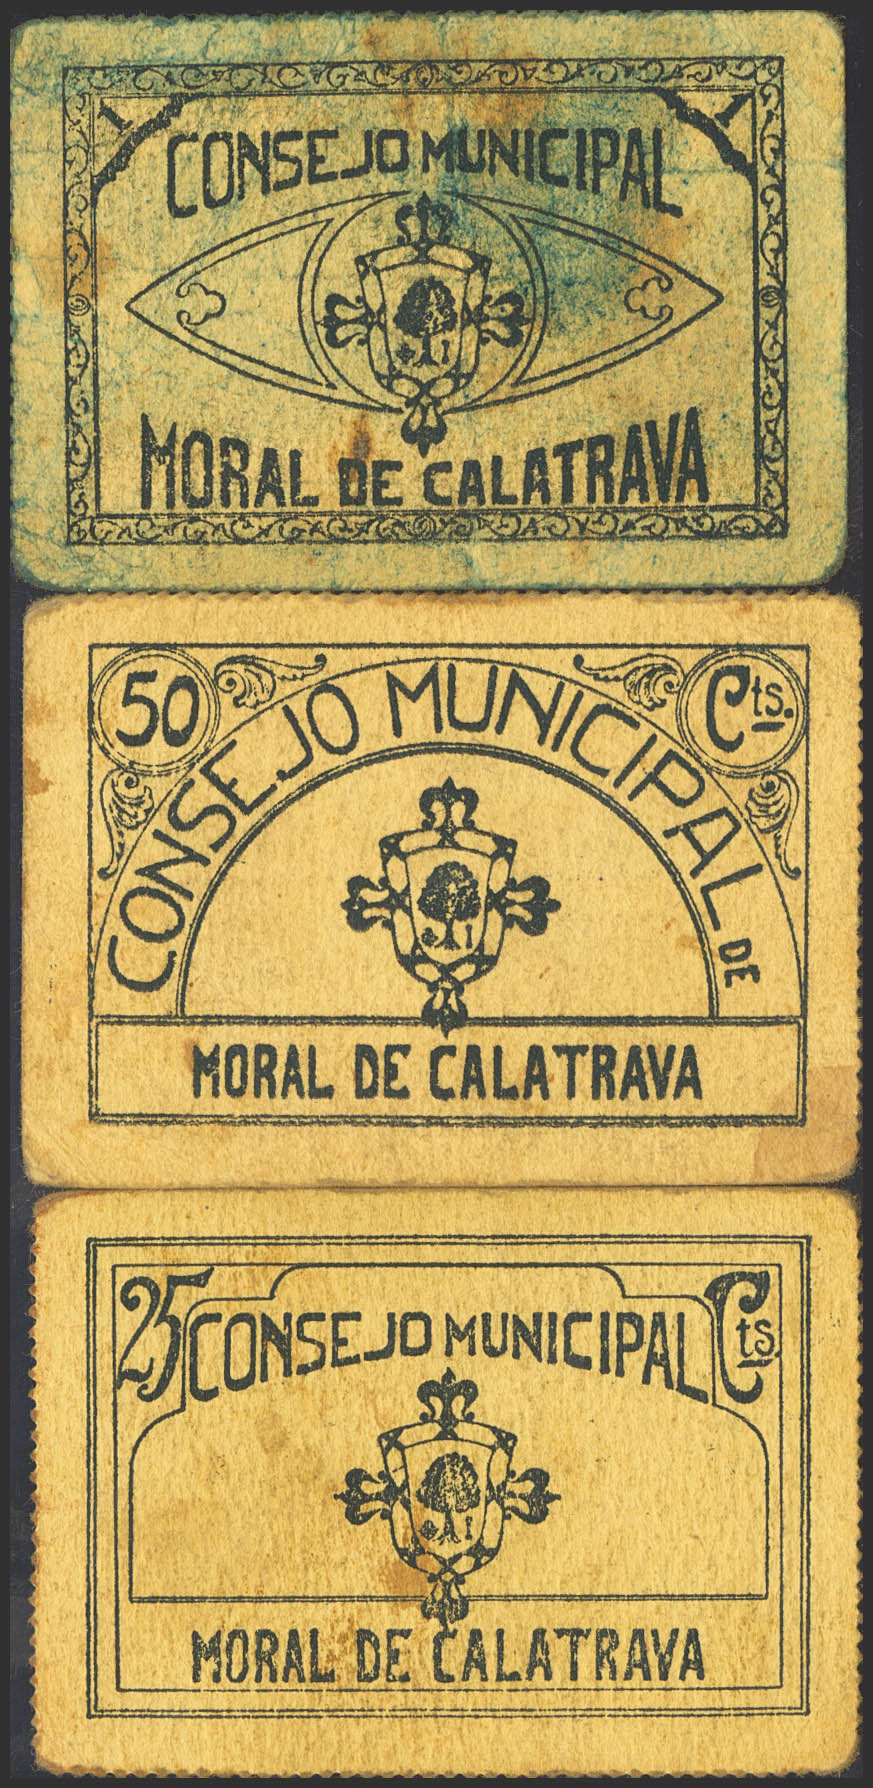 1 1
CONSEJO MUNICIPAL
MORAL DE CALATRAVA
50 Cts.
CONSEJO MUNICIPAL DE
MORAL DE CALATRAVA
25 Cts.
CONSEJO MUNICIPAL
MORAL DE CALATRAVA